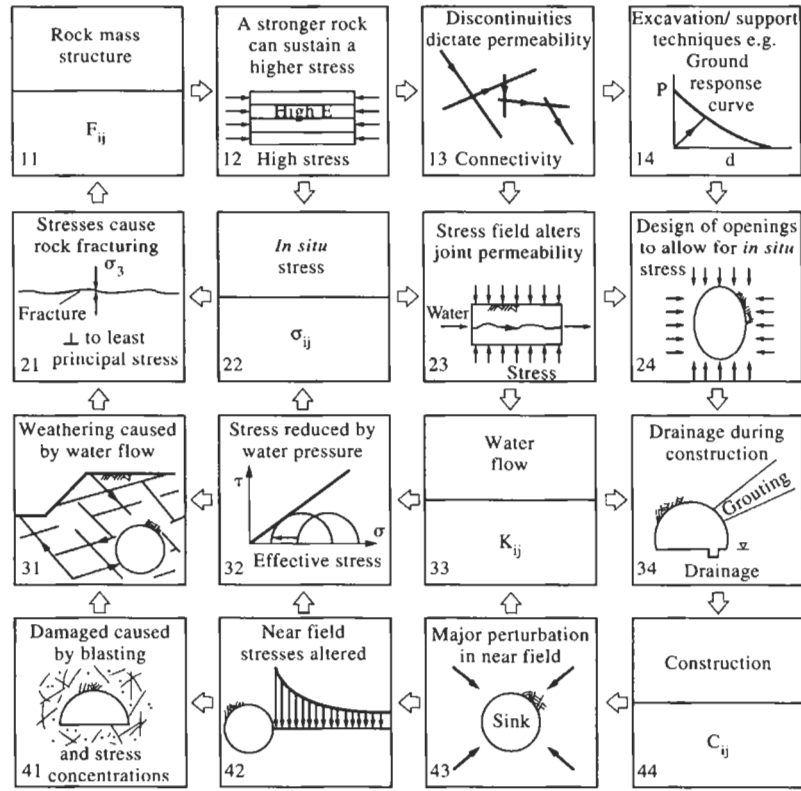 Rock mass
structure
F_ij
11
A stronger rock
can sustain a
higher stress
High E
12 High stress
Discontinuities
dictate permeability
13 Connectivity
Excavation/ support
techniques e.g.
Ground
response
curve
P
14
d
Stresses cause
rock fracturing
σ₃
Fracture
⊥ to least
principal stress
21
In situ
stress
σ_ij
22
Stress field alters
joint permeability
Water
23
Stress
Design of openings
to allow for in situ
stress
24
Weathering caused
by water flow
31
Stress reduced by
water pressure
τ
σ
32 Effective stress
Water
flow
K_ij
33
Drainage during
construction
Grouting
34
Drainage
Damaged caused
by blasting
and stress
41 concentrations
Near field
stresses altered
42
Major perturbation
in near field
Sink
43
Construction
C_ij
44